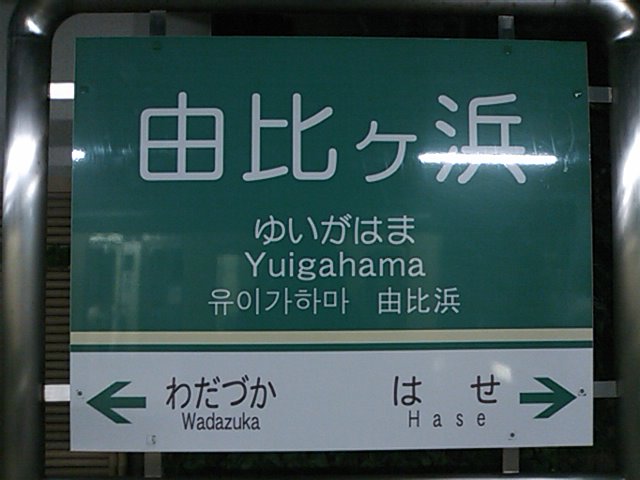 由比ヶ浜
ゆいがはま
Yuigahama
유이가하마 由比浜
わだづか は せ
Wadazuka Hase